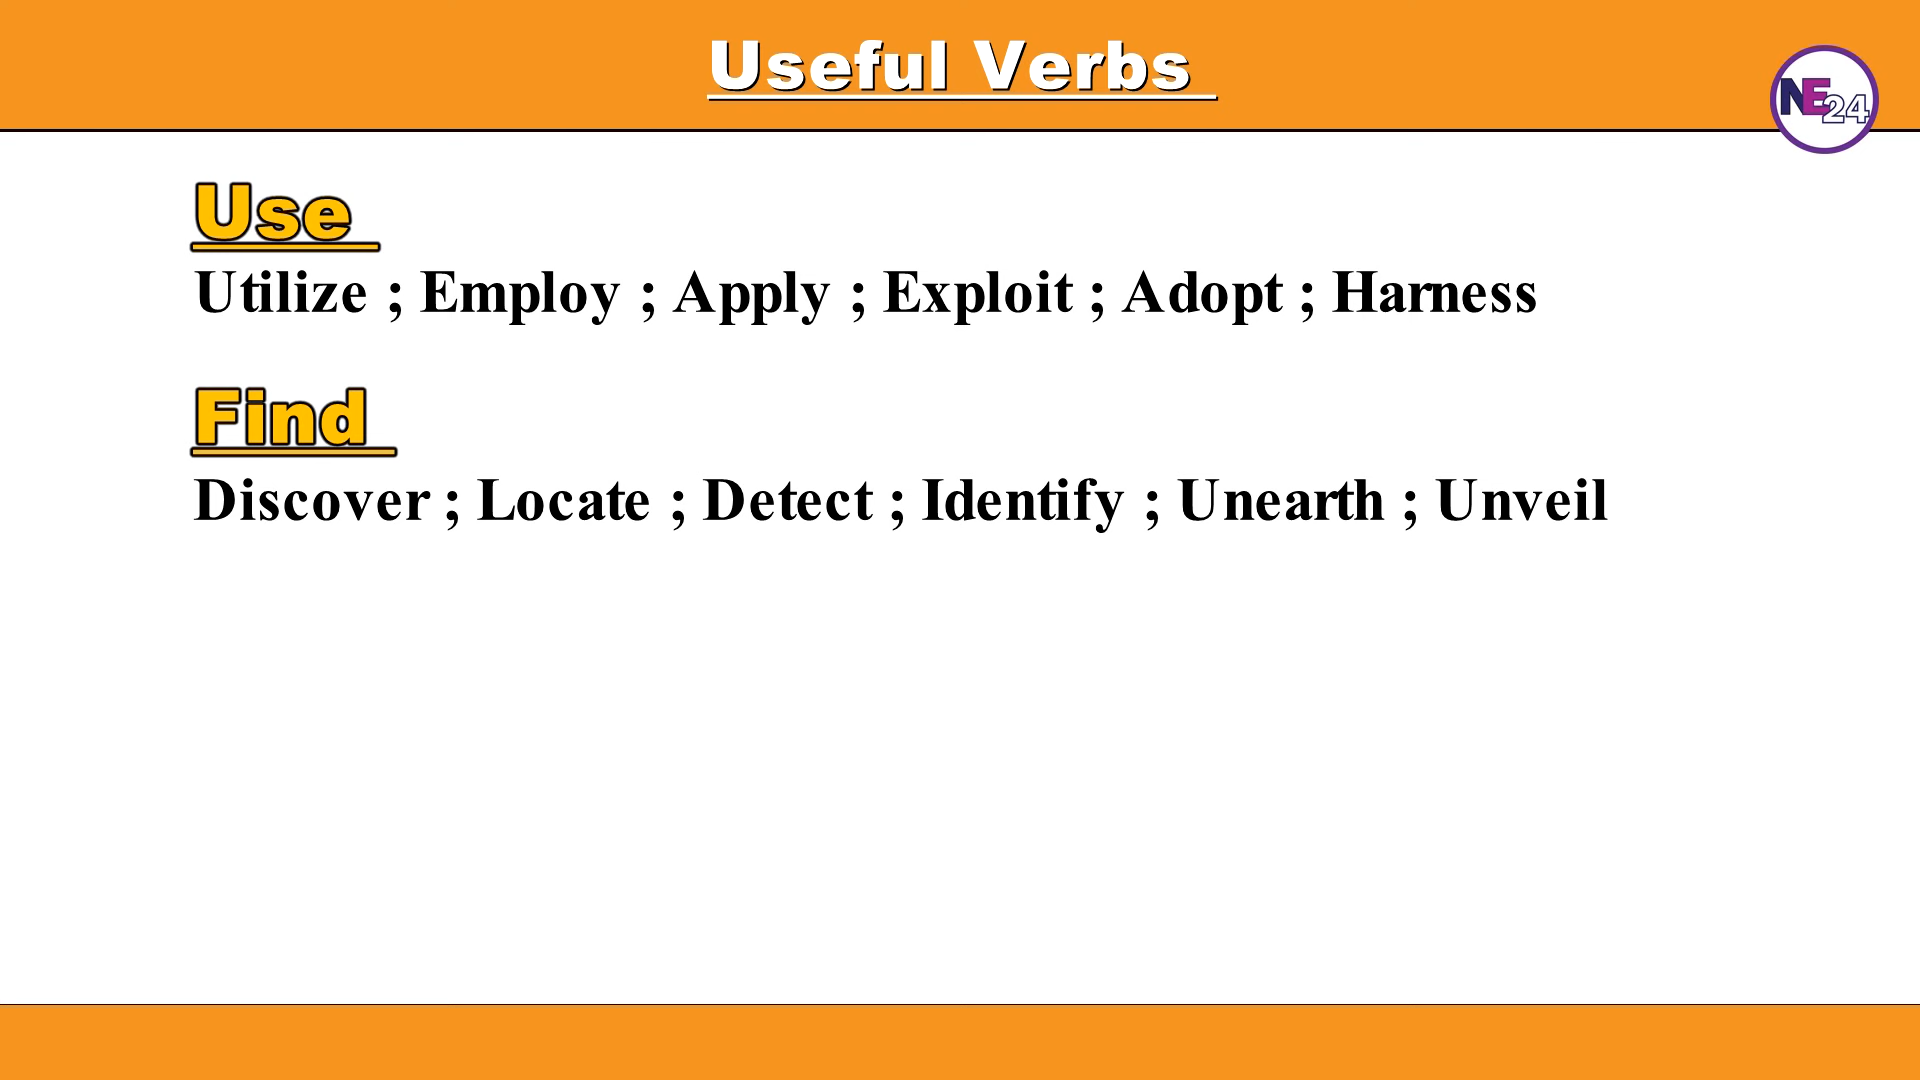 Useful Verbs
NE24
Use
Utilize ; Employ ; Apply ; Exploit ; Adopt ; Harness
Find
Discover ; Locate ; Detect ; Identify ; Unearth ; Unveil